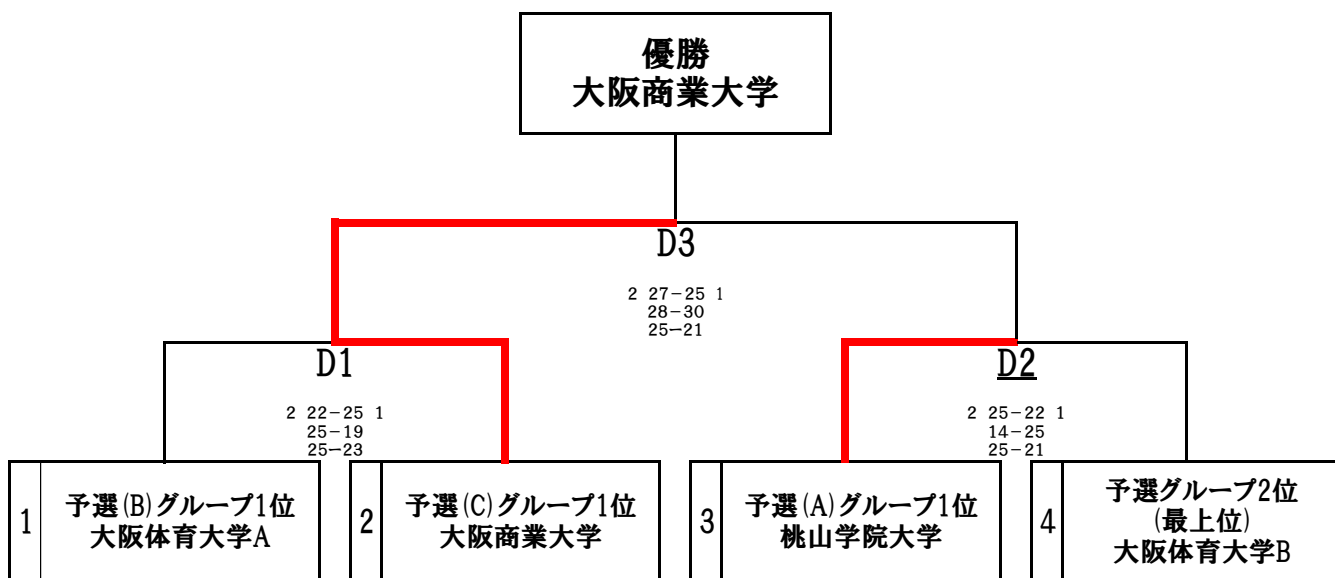 優勝
大阪商業大学
D3
2 27-25 1
28-30
25-21
D1
2 22-25 1
25-19
25-23
D2
2 25-22 1
14-25
25-21
1
予選(B)グループ1位
大阪体育大学A
2
予選(C)グループ1位
大阪商業大学
3
予選(A)グループ1位
桃山学院大学
4
予選グループ2位
(最上位)
大阪体育大学B